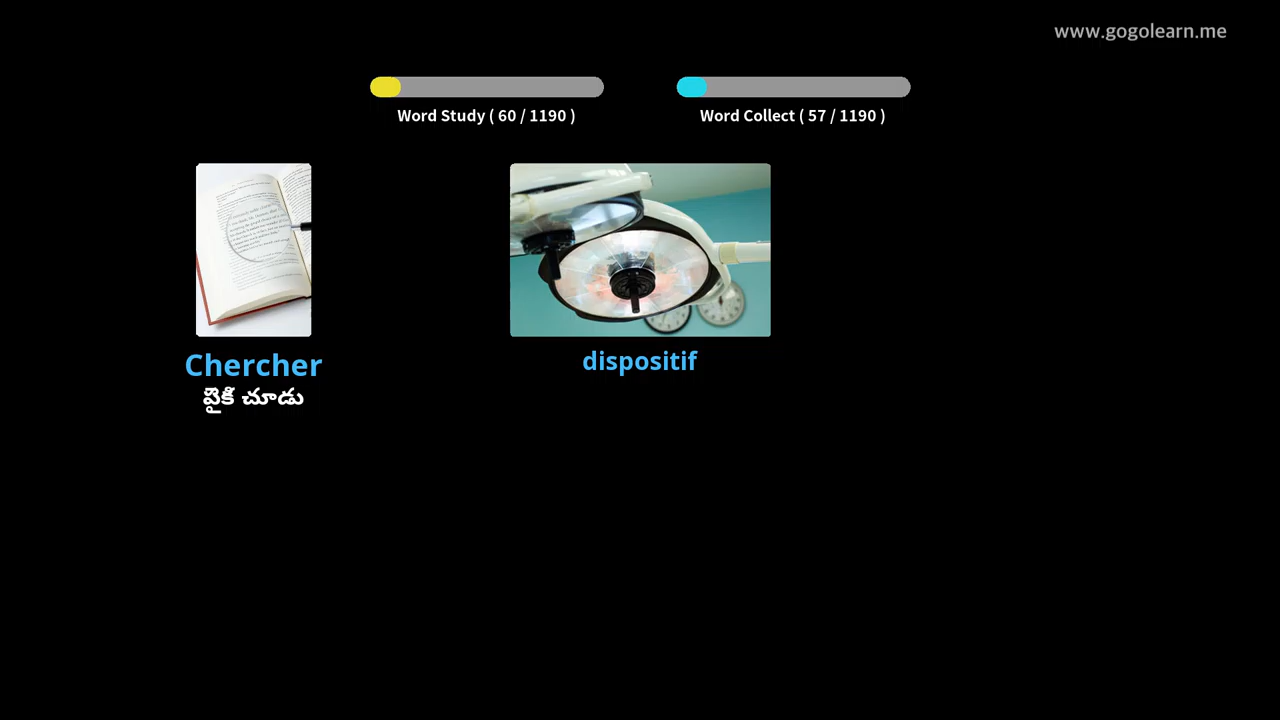 www.gogolearn.me
Word Study ( 60 / 1190 )
Word Collect ( 57 / 1190 )
Chercher
పైకి చూడు
dispositif